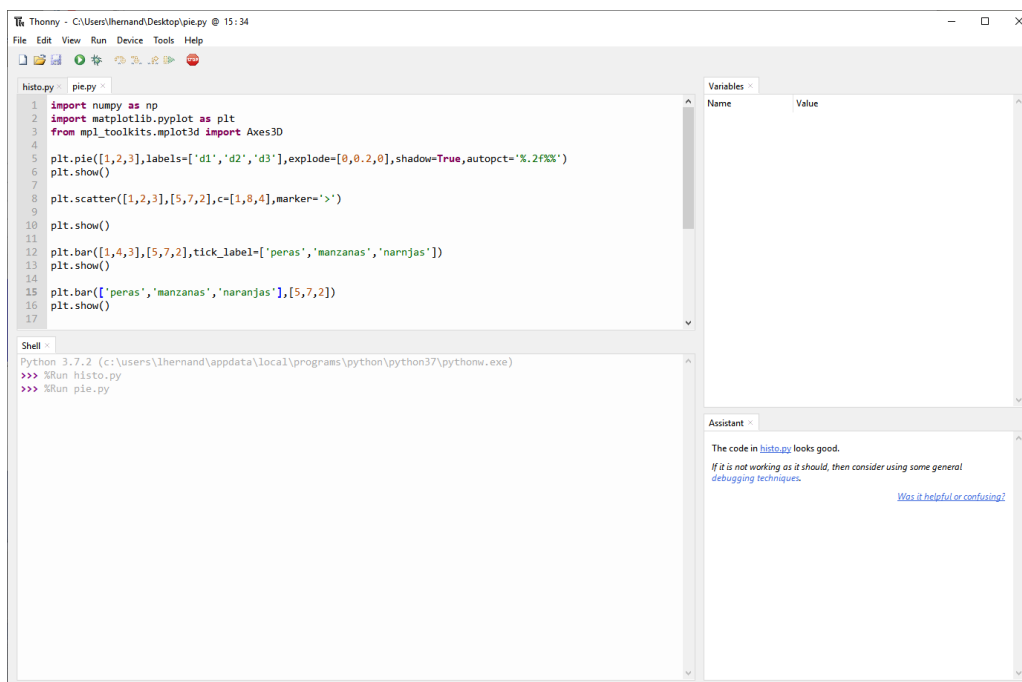 Thonny - C:\Users\lhernand\Desktop\pie.py @ 15:34
File Edit View Run Device Tools Help
histo.py × pie.py ×
1 import numpy as np
2 import matplotlib.pyplot as plt
3 from mpl_toolkits.mplot3d import Axes3D
4
5 plt.pie([1,2,3],labels=['d1','d2','d3'],explode=[0,0.2,0],shadow=True,autopct='%.2f%%')
6 plt.show()
7
8 plt.scatter([1,2,3],[5,7,2],c=[1,8,4],marker='>')
9
10 plt.show()
11
12 plt.bar([1,4,3],[5,7,2],tick_label=['peras','manzanas','narnjas'])
13 plt.show()
14
15 plt.bar(['peras','manzanas','naranjas'],[5,7,2])
16 plt.show()
17
Shell ×
Python 3.7.2 (c:\users\lhernand\appdata\local\programs\python\python37\pythonw.exe)
>>> %Run histo.py
>>> %Run pie.py
Variables ×
Name Value
Assistant ×
The code in histo.py looks good.
If it is not working as it should, then consider using some general
debugging techniques.
Was it helpful or confusing?